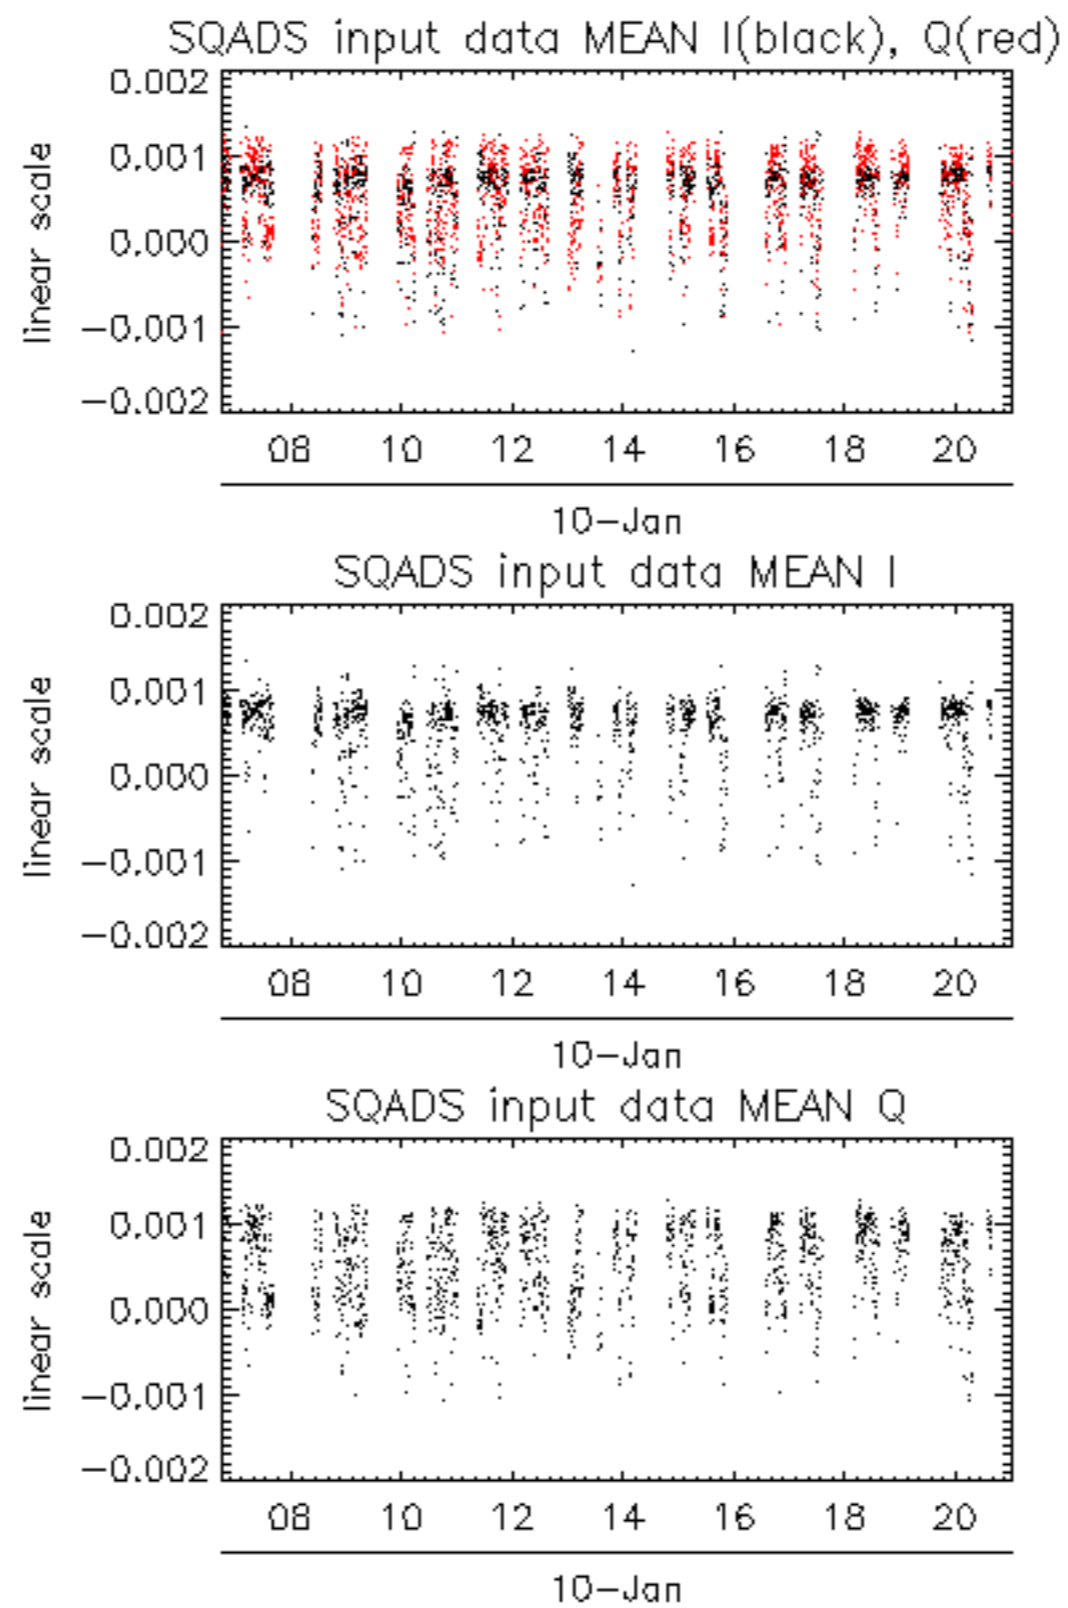 SQADS input data MEAN I(black), Q(red)
0.002
0.001
0.000
−0.001
−0.002
linear scale
08 10 12 14 16 18 20
10−Jan
SQADS input data MEAN I
0.002
0.001
0.000
−0.001
−0.002
linear scale
08 10 12 14 16 18 20
10−Jan
SQADS input data MEAN Q
0.002
0.001
0.000
−0.001
−0.002
linear scale
08 10 12 14 16 18 20
10−Jan